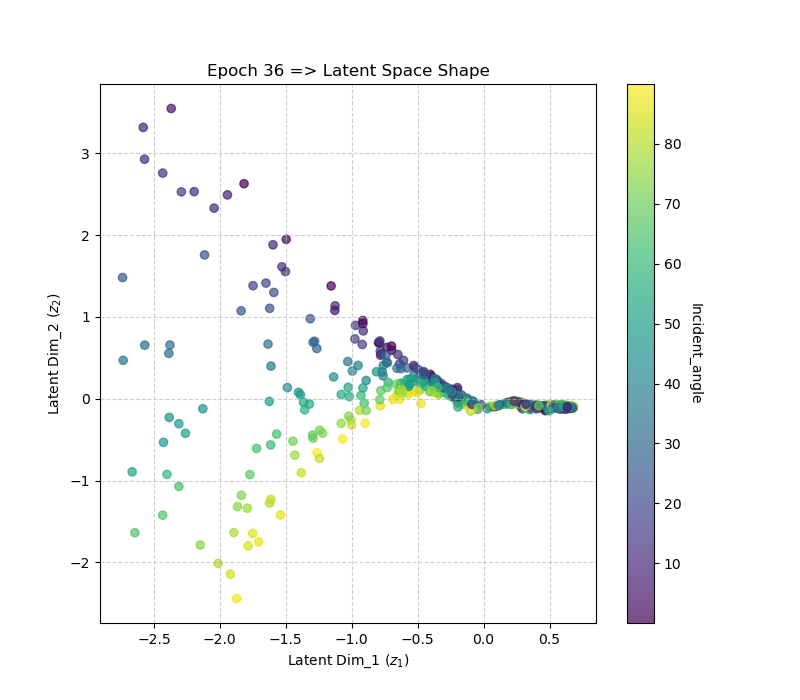 Epoch 36 => Latent Space Shape
3
2
1
0
−1
−2
Latent Dim_2 (z₂)
−2.5 −2.0 −1.5 −1.0 −0.5 0.0 0.5
Latent Dim_1 (z₁)
80
70
60
50
40
30
20
10
Incident_angle